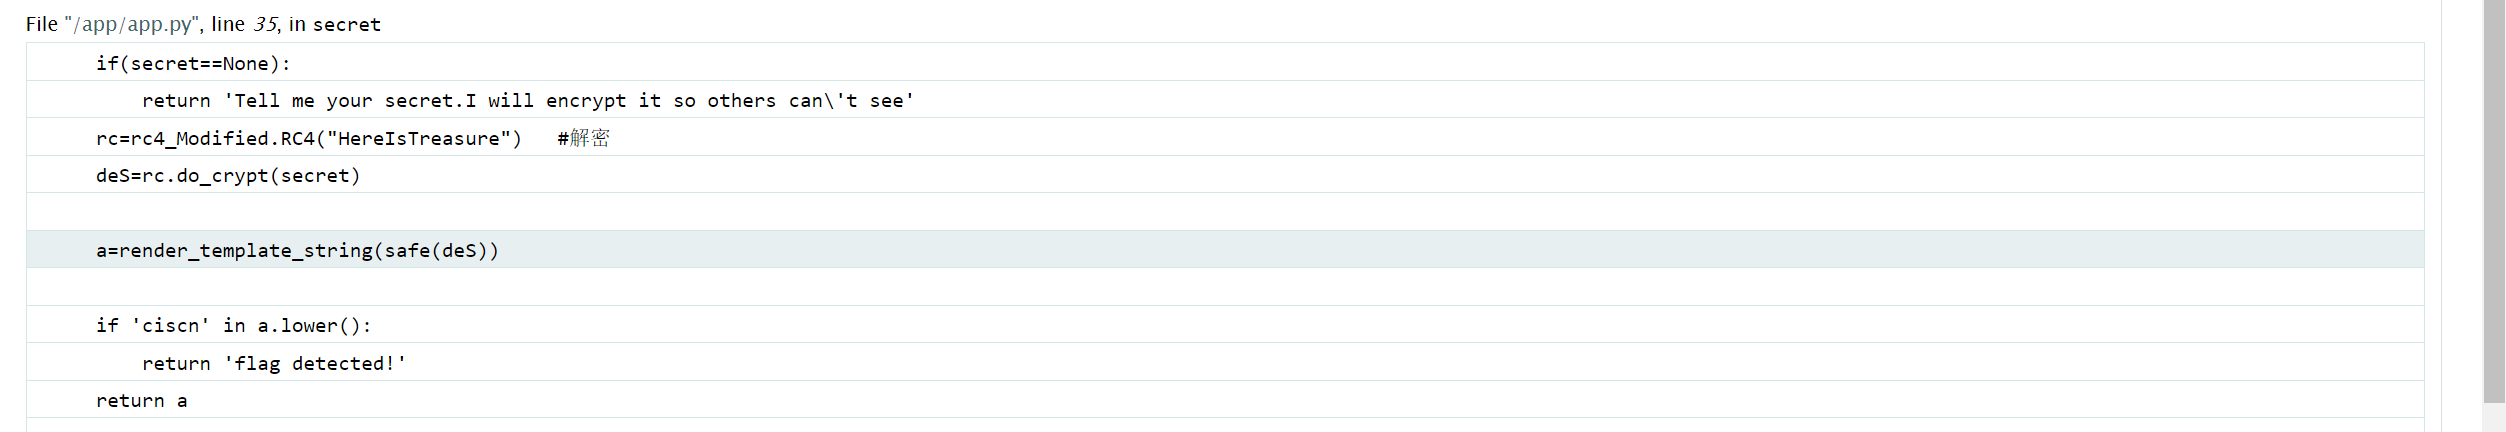 File "/app/app.py", line 35, in secret
if(secret==None):
return 'Tell me your secret.I will encrypt it so others can\'t see'
rc=rc4_Modified.RC4("HereIsTreasure")   #解密
deS=rc.do_crypt(secret)
a=render_template_string(safe(deS))
if 'ciscn' in a.lower():
return 'flag detected!'
return a